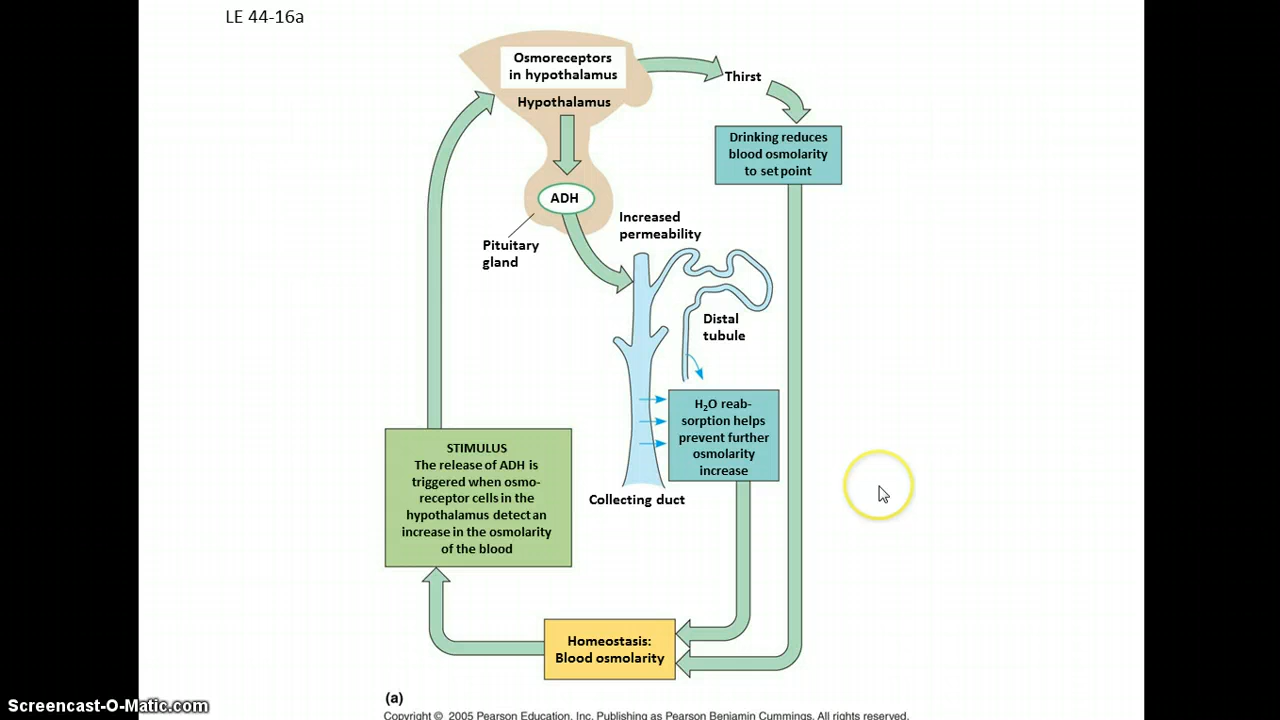 LE 44-16a
Osmoreceptors
in hypothalamus
Hypothalamus
Thirst
Drinking reduces
blood osmolarity
to set point
ADH
Increased
permeability
Pituitary
gland
Distal
tubule
H₂O reab-
sorption helps
prevent further
osmolarity
increase
STIMULUS
The release of ADH is
triggered when osmo-
receptor cells in the
hypothalamus detect an
increase in the osmolarity
of the blood
Collecting duct
Homeostasis:
Blood osmolarity
(a)
Copyright © 2005 Pearson Education, Inc. Publishing as Pearson Benjamin Cummings. All rights reserved.
Screencast-O-Matic.com